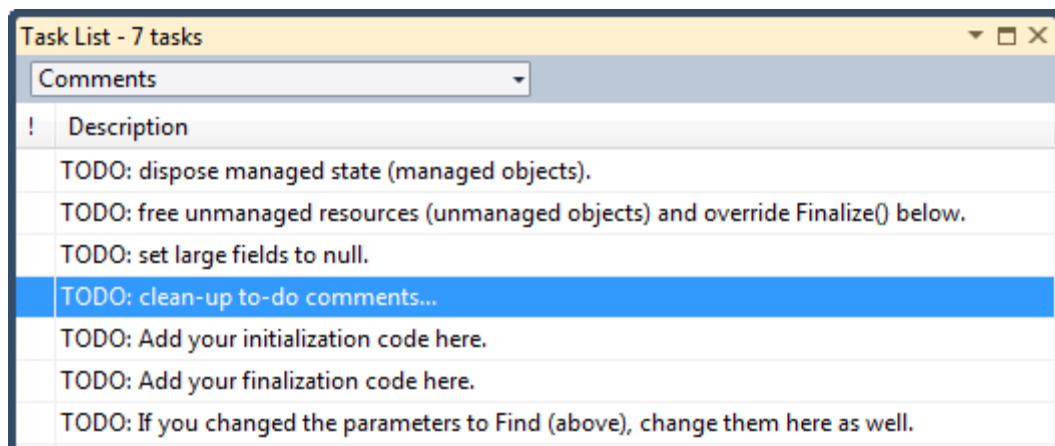 Task List - 7 tasks
Comments
! Description
TODO: dispose managed state (managed objects).
TODO: free unmanaged resources (unmanaged objects) and override Finalize() below.
TODO: set large fields to null.
TODO: clean-up to-do comments...
TODO: Add your initialization code here.
TODO: Add your finalization code here.
TODO: If you changed the parameters to Find (above), change them here as well.